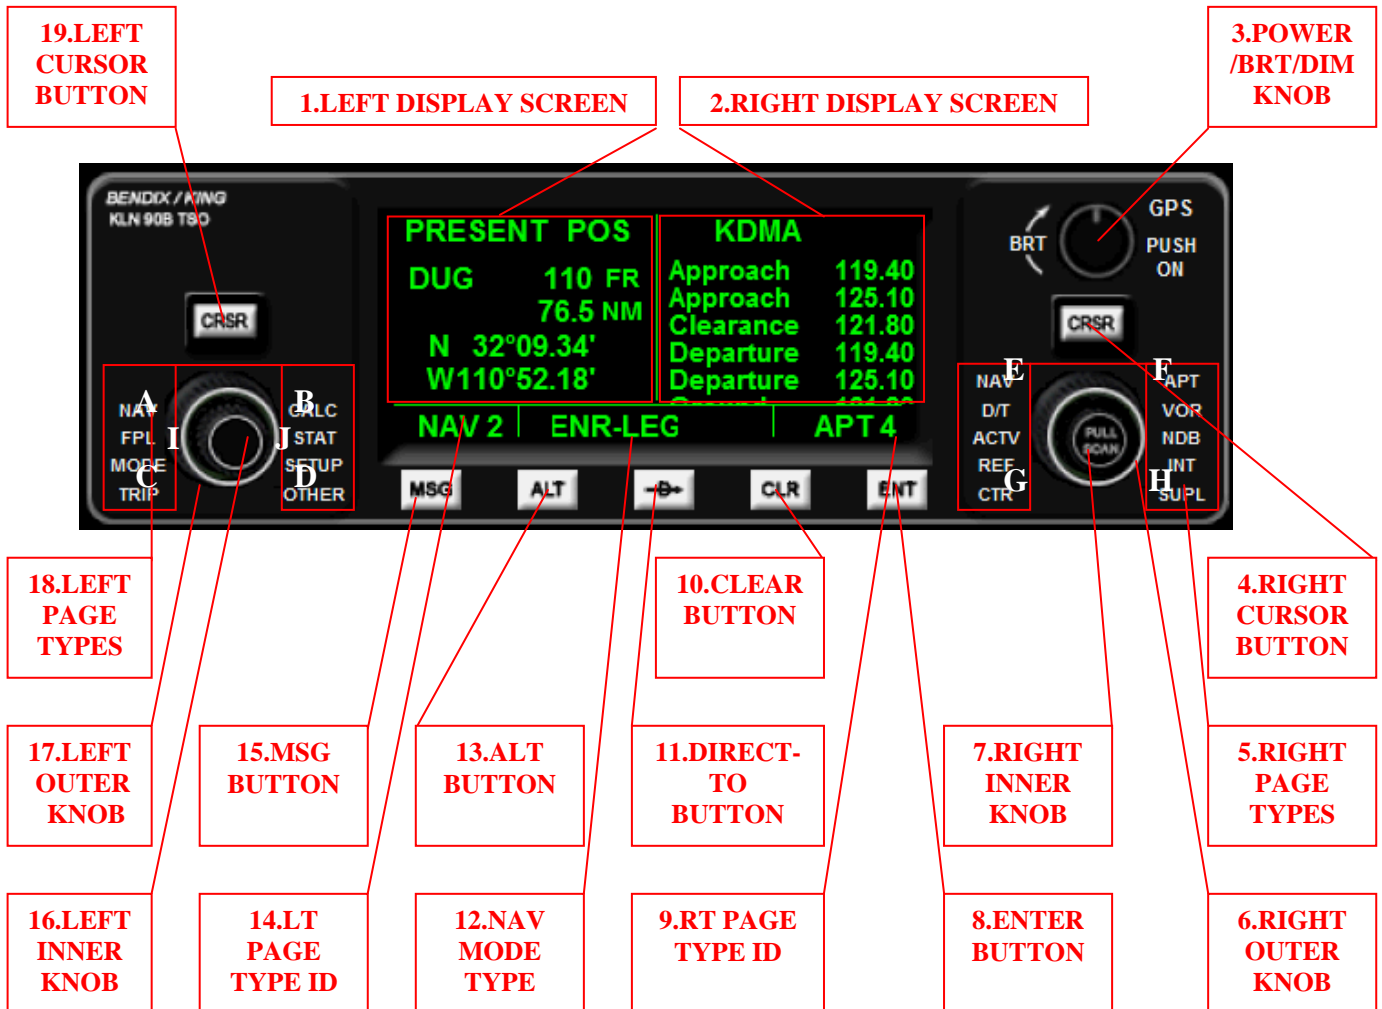 19.LEFT
CURSOR
BUTTON
1.LEFT DISPLAY SCREEN
2.RIGHT DISPLAY SCREEN
3.POWER
/BRT/DIM
KNOB
BENDIX / KING
KLN 90B TSO
CRSR
A
B
NAV
CALC
FPL
I
J
STAT
MODE
SETUP
C
D
TRIP
OTHER
PRESENT POS
DUG 110 FR
76.5 NM
N 32°09.34'
W110°52.18'
KDMA
Approach 119.40
Approach 125.10
Clearance 121.80
Departure 119.40
Departure 125.10
NAV 2
ENR-LEG
APT 4
MSG
ALT
D
CLR
ENT
BRT
GPS
PUSH
ON
CRSR
E
F
NAV
APT
D/T
VOR
ACTV
PULL
SCAN
NDB
REF
INT
G
H
CTR
SUPL
18.LEFT
PAGE
TYPES
10.CLEAR
BUTTON
4.RIGHT
CURSOR
BUTTON
17.LEFT
OUTER
KNOB
15.MSG
BUTTON
13.ALT
BUTTON
11.DIRECT-
TO
BUTTON
7.RIGHT
INNER
KNOB
5.RIGHT
PAGE
TYPES
16.LEFT
INNER
KNOB
14.LT
PAGE
TYPE ID
12.NAV
MODE
TYPE
9.RT PAGE
TYPE ID
8.ENTER
BUTTON
6.RIGHT
OUTER
KNOB